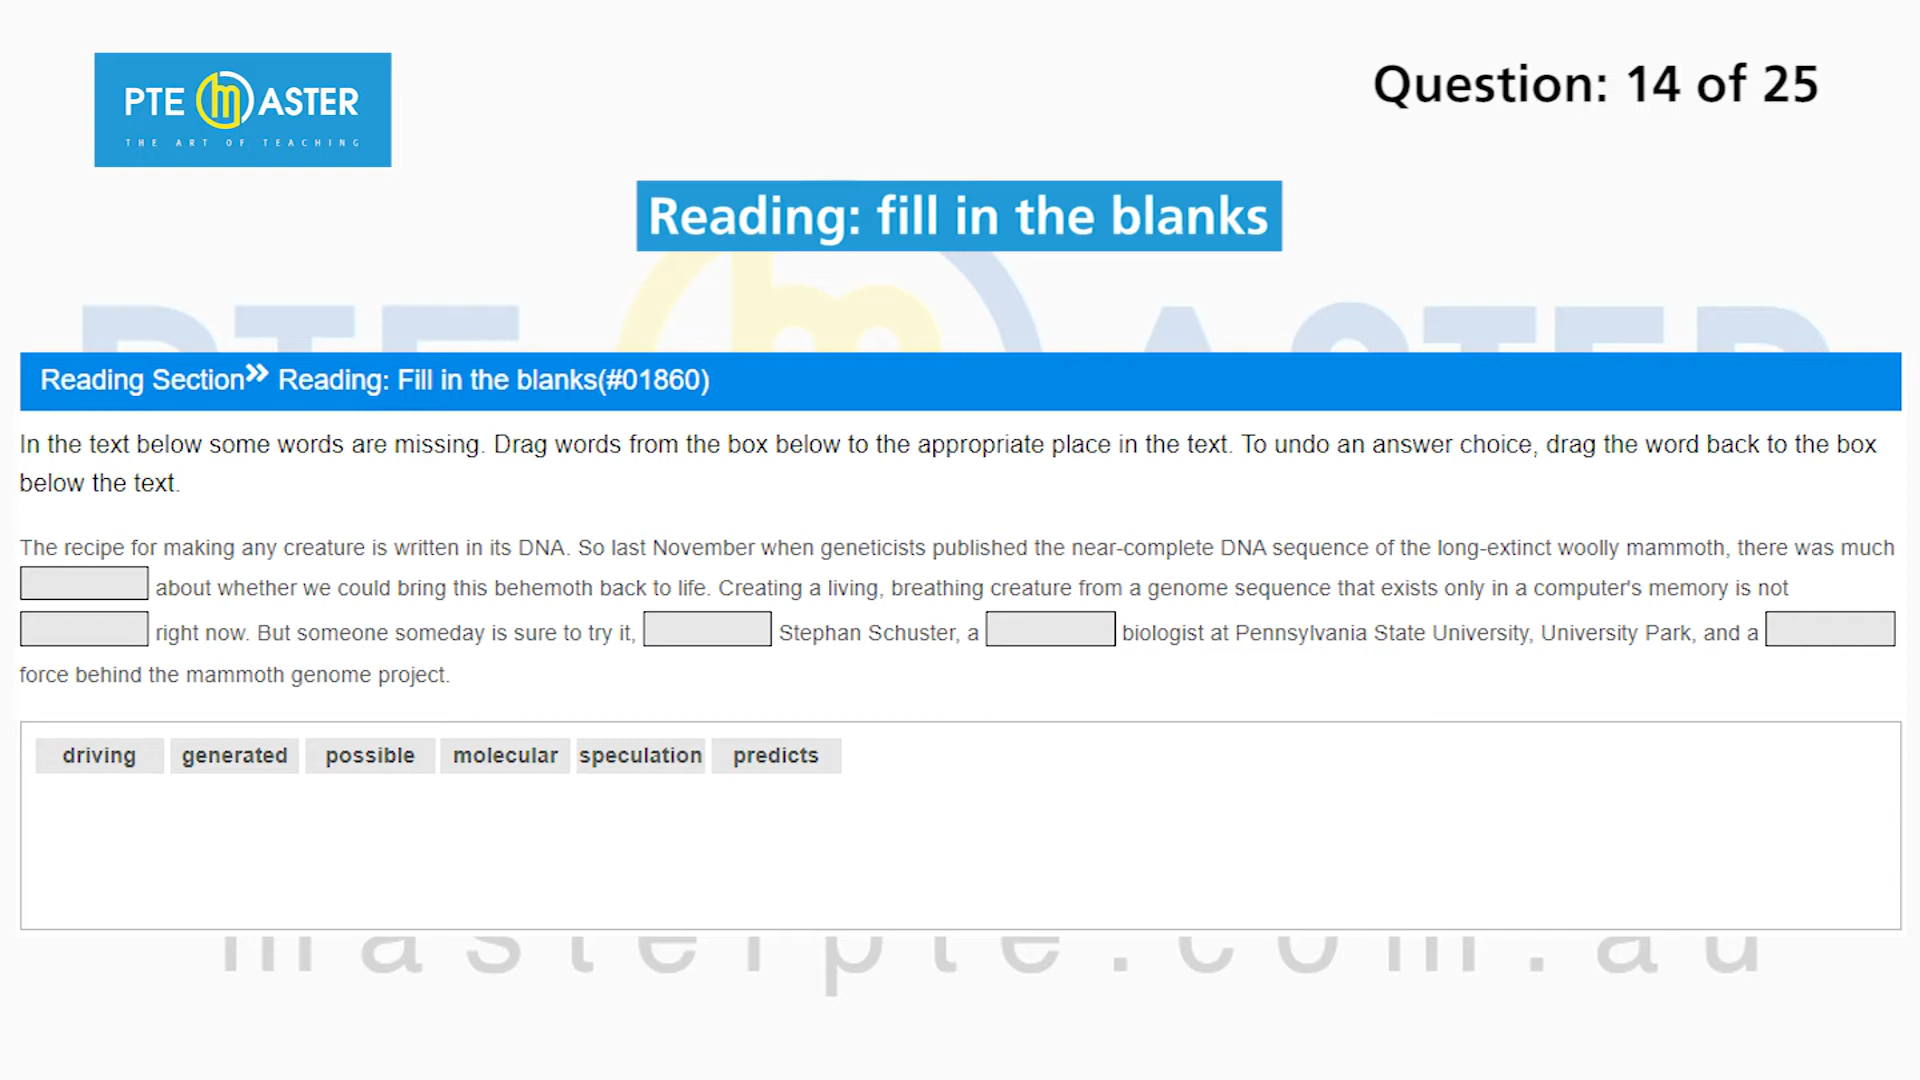 PTE MASTER
THE ART OF TEACHING
Question: 14 of 25
Reading: fill in the blanks
PTE MASTER
Reading Section» Reading: Fill in the blanks(#01860)
In the text below some words are missing. Drag words from the box below to the appropriate place in the text. To undo an answer choice, drag the word back to the box
below the text.
The recipe for making any creature is written in its DNA. So last November when geneticists published the near-complete DNA sequence of the long-extinct woolly mammoth, there was much
about whether we could bring this behemoth back to life. Creating a living, breathing creature from a genome sequence that exists only in a computer's memory is not
right now. But someone someday is sure to try it, Stephan Schuster, a biologist at Pennsylvania State University, University Park, and a
force behind the mammoth genome project.
driving generated possible molecular speculation predicts
masterpte.com.au